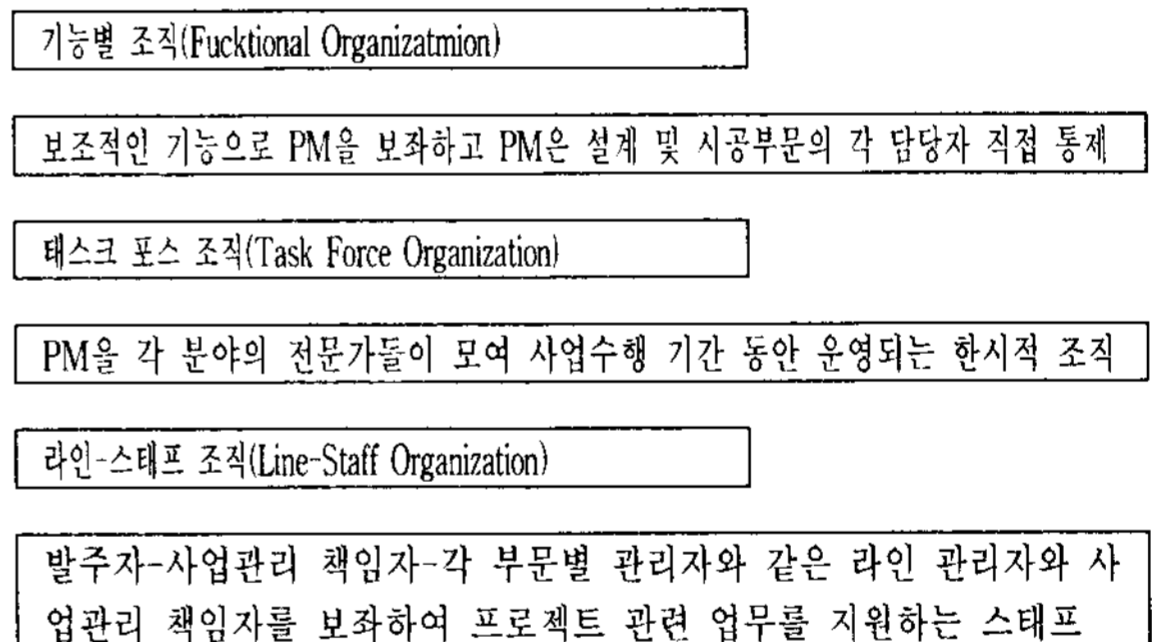 기능별 조직(Fucktional Organizatmion)
보조적인 기능으로 PM을 보좌하고 PM은 설계 및 시공부문의 각 담당자 직접 통제
태스크 포스 조직(Task Force Organization)
PM을 각 분야의 전문가들이 모여 사업수행 기간 동안 운영되는 한시적 조직
라인-스태프 조직(Line-Staff Organization)
발주자-사업관리 책임자-각 부문별 관리자와 같은 라인 관리자와 사
업관리 책임자를 보좌하여 프로젝트 관련 업무를 지원하는 스태프